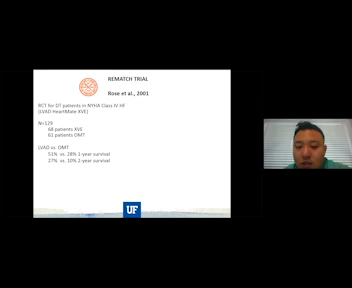 REMATCH TRIAL
Rose et al., 2001
RCT for DT patients in NYHA Class IV HF
(LVAD HeartMate XVE)
N=129
68 patients XVE
61 patients OMT
LVAD vs. OMT
51% vs. 28% 1-year survival
27% vs. 10% 2-year survival
UF